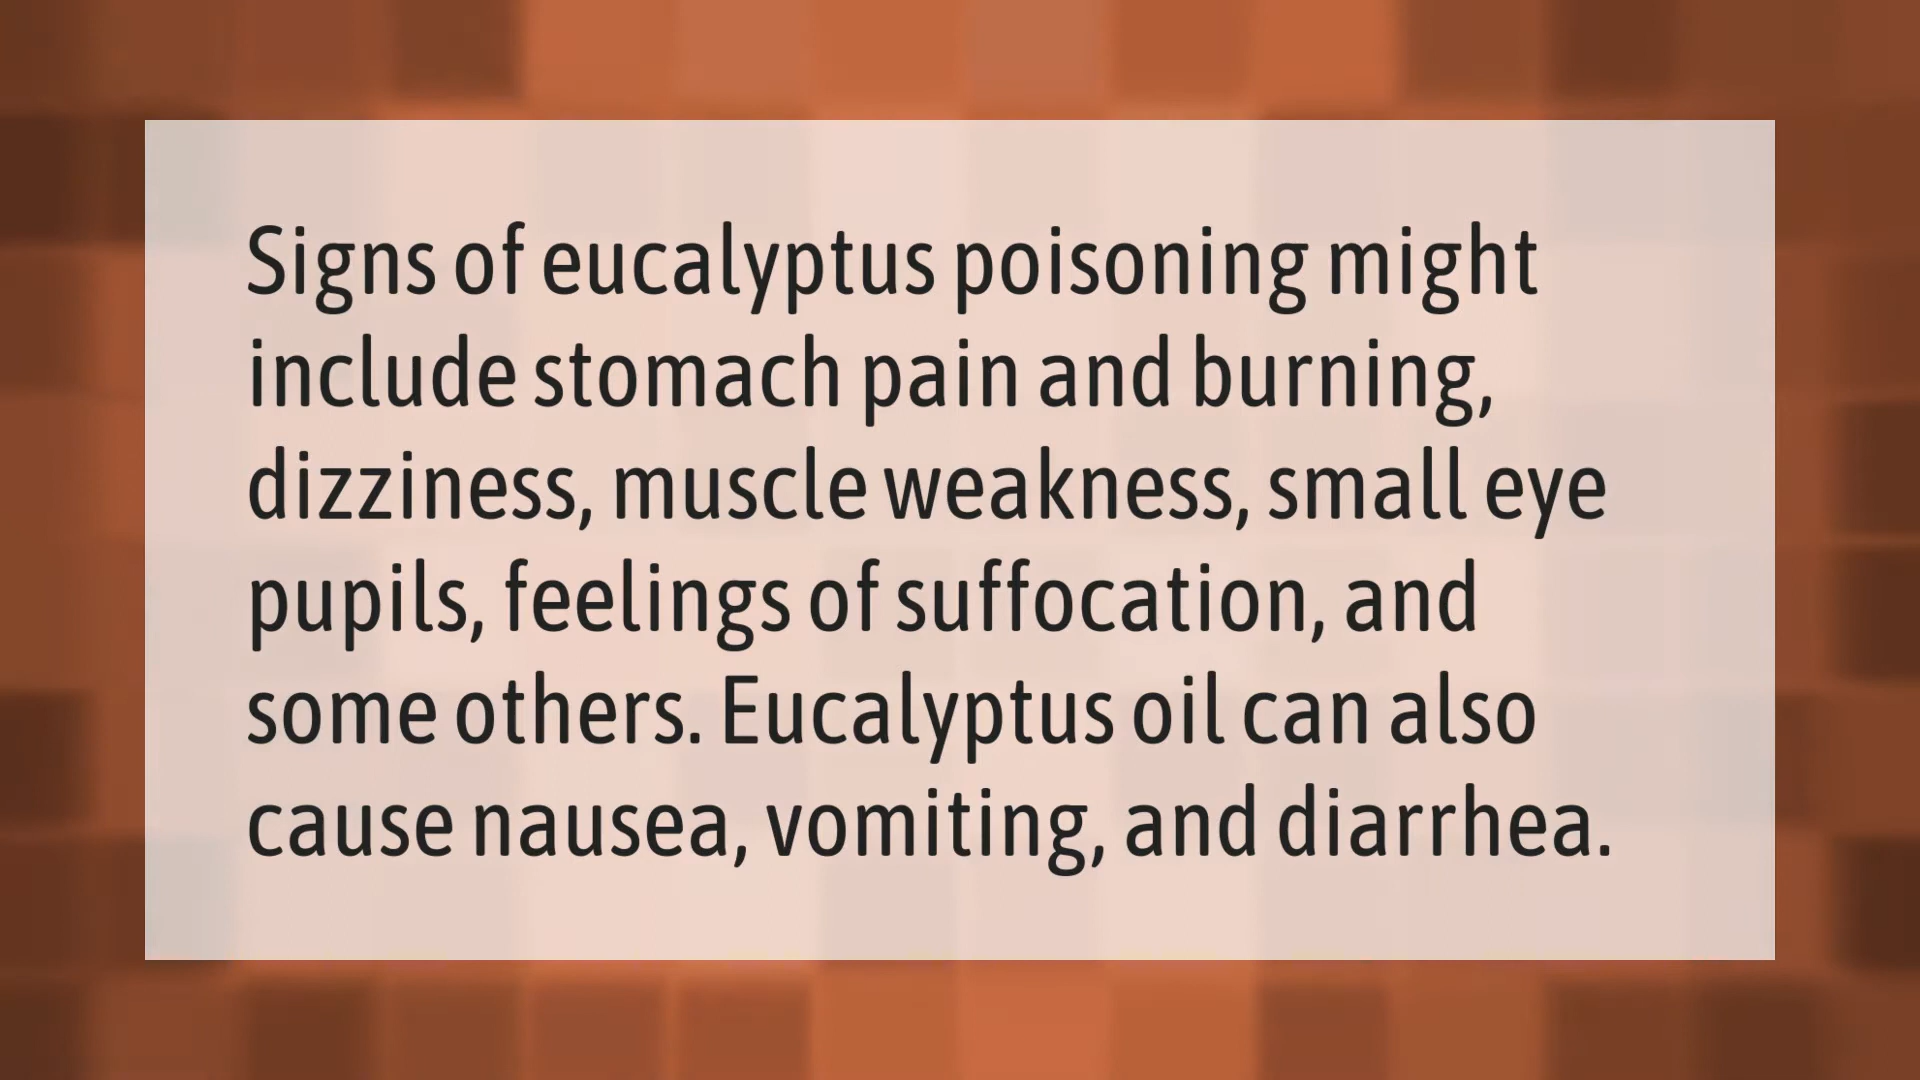 Signs of eucalyptus poisoning might
include stomach pain and burning,
dizziness, muscle weakness, small eye
pupils, feelings of suffocation, and
some others. Eucalyptus oil can also
cause nausea, vomiting, and diarrhea.